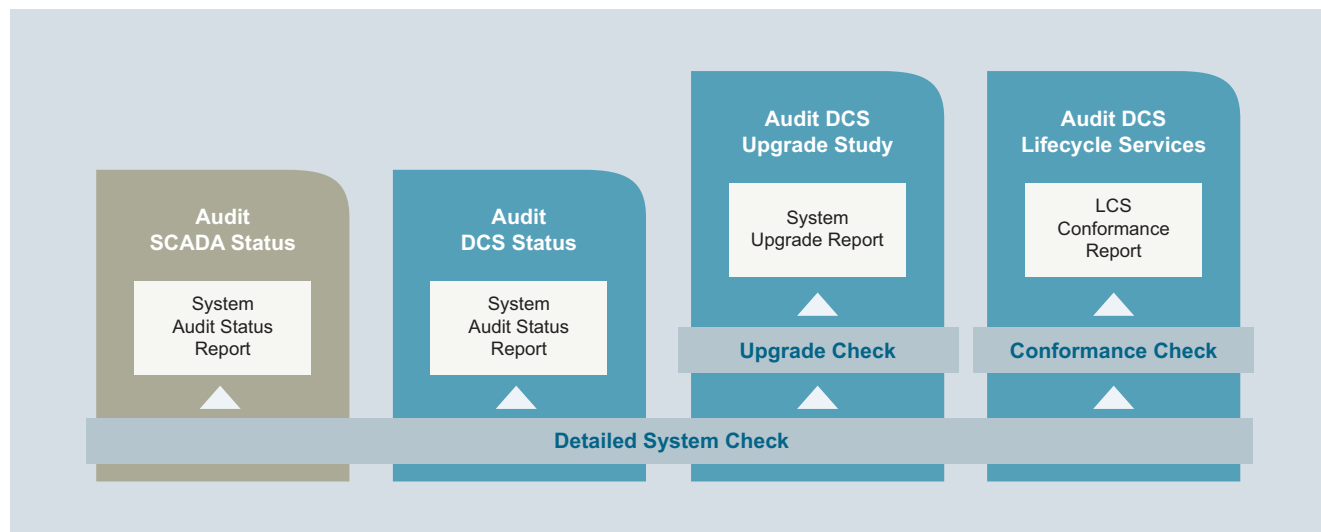 Audit
SCADA Status
System
Audit Status
Report
Audit
DCS Status
System
Audit Status
Report
Audit DCS
Upgrade Study
System
Upgrade Report
Upgrade Check
Audit DCS
Lifecycle Services
LCS
Conformance
Report
Conformance Check
Detailed System Check